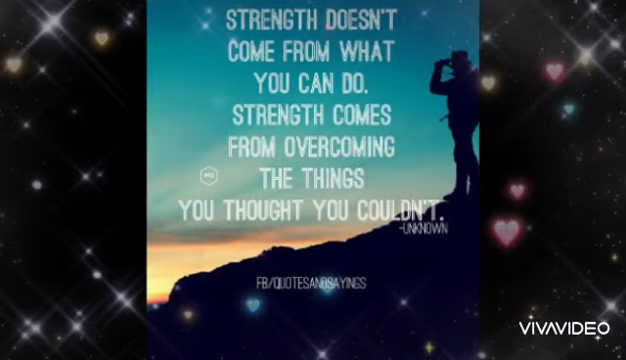 STRENGTH DOESN'T
COME FROM WHAT
YOU CAN DO.
STRENGTH COMES
FROM OVERCOMING
THE THINGS
YOU THOUGHT YOU COULDN'T.
-UNKNOWN
FB/QUOTESANDSAYINGS
VIVAVIDEO